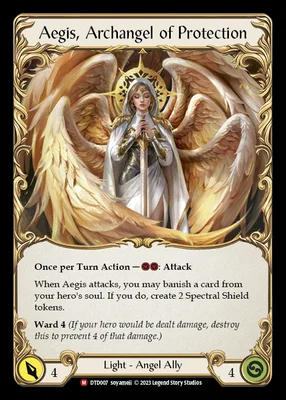 Aegis, Archangel of Protection
Once per Turn Action — : Attack
When Aegis attacks, you may banish a card
from your hero's soul. If you do, create 2 Spectral Shield
tokens.
Ward 4 (If your hero would be dealt damage, destroy
this to prevent 4 of that damage.)
4
Light - Angel Ally
4
M DTD007 soyameii © 2023 Legend Story Studios